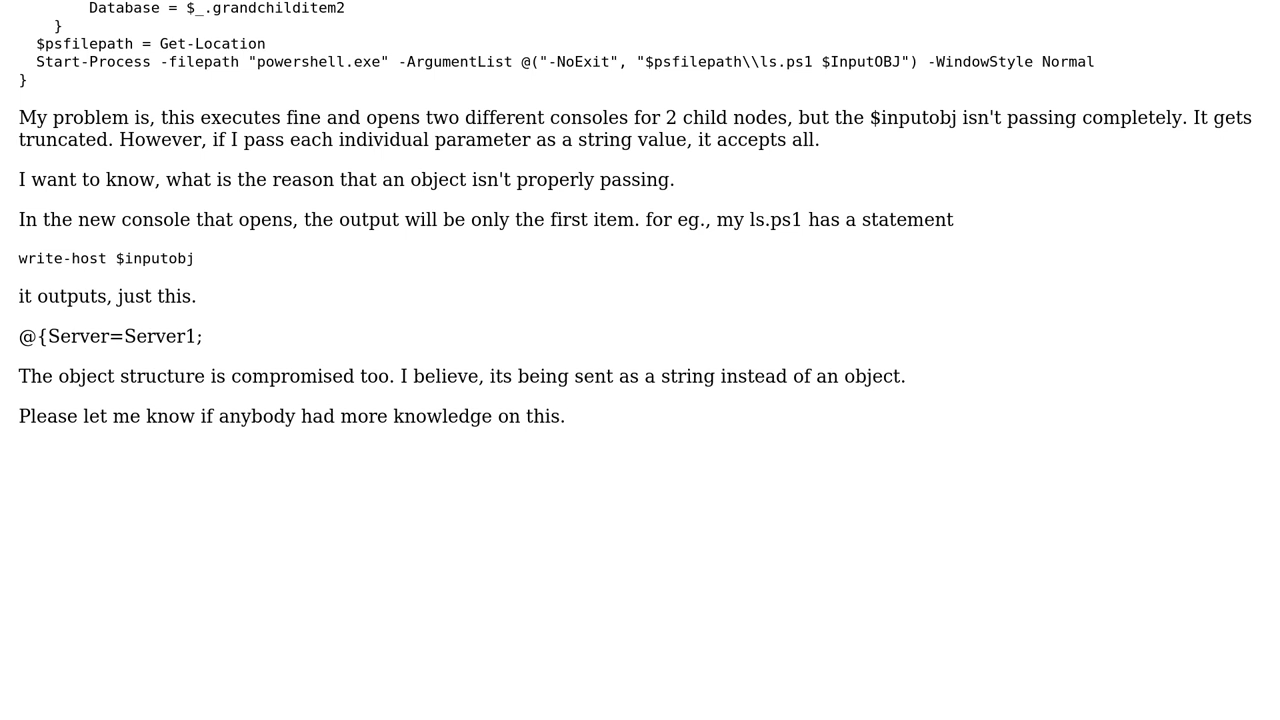 Database = $_.grandchilditem2
}
$psfilepath = Get-Location
Start-Process -filepath "powershell.exe" -ArgumentList @("-NoExit", "$psfilepath\\ls.ps1 $InputOBJ") -WindowStyle Normal
}
My problem is, this executes fine and opens two different consoles for 2 child nodes, but the $inputobj isn't passing completely. It gets
truncated. However, if I pass each individual parameter as a string value, it accepts all.
I want to know, what is the reason that an object isn't properly passing.
In the new console that opens, the output will be only the first item. for eg., my ls.ps1 has a statement
write-host $inputobj
it outputs, just this.
@{Server=Server1;
The object structure is compromised too. I believe, its being sent as a string instead of an object.
Please let me know if anybody had more knowledge on this.